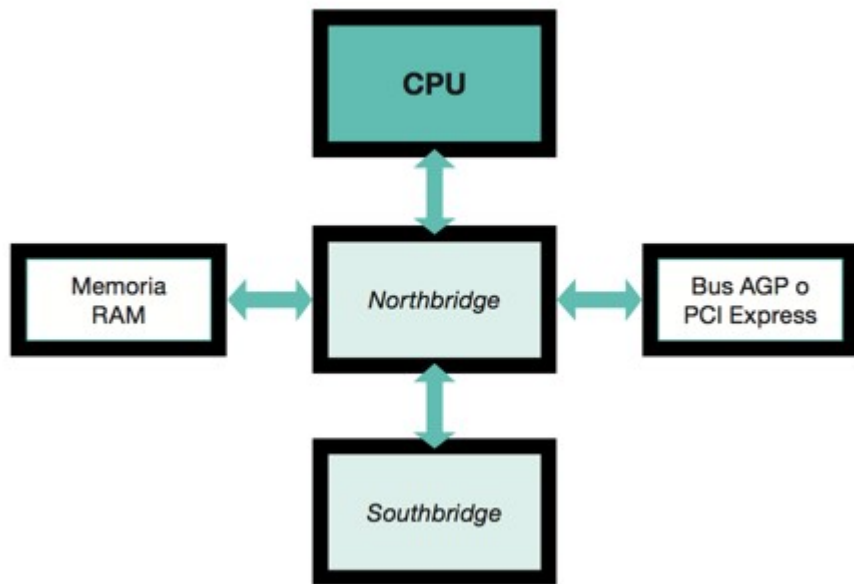 CPU
Memoria
RAM
Northbridge
Bus AGP o
PCI Express
Southbridge